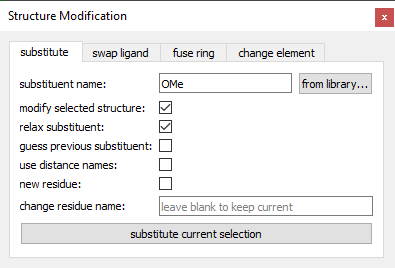 Structure Modification
x
substitute swap ligand fuse ring change element
substituent name: OMe from library...
modify selected structure:
relax substituent:
guess previous substituent:
use distance names:
new residue:
change residue name: leave blank to keep current
substitute current selection